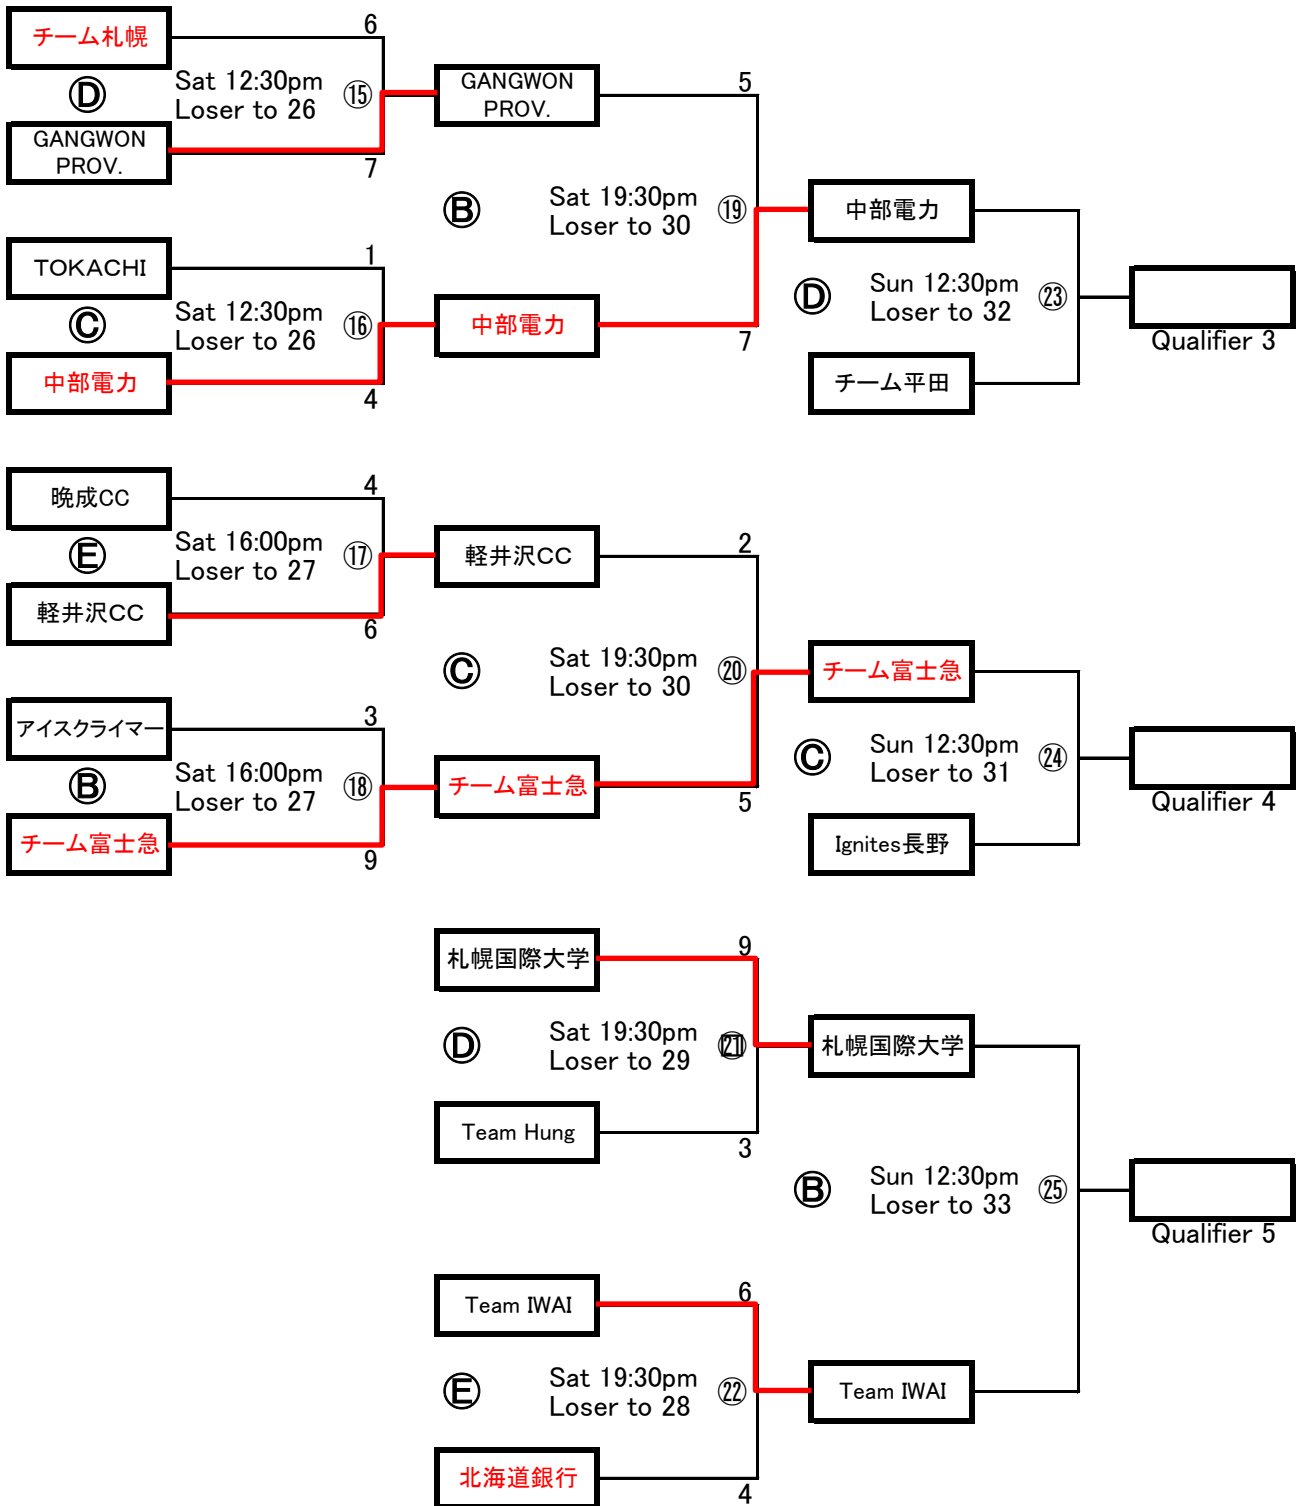 チーム札幌
6
Ⓓ
Sat 12:30pm
Loser to 26
⑮
GANGWON
PROV.
7
GANGWON
PROV.
5
Ⓑ
Sat 19:30pm
Loser to 30
⑲
TOKACHI
1
Ⓒ
Sat 12:30pm
Loser to 26
⑯
中部電力
4
中部電力
7
中部電力
Ⓓ
Sun 12:30pm
Loser to 32
㉓
チーム平田
Qualifier 3
晩成CC
4
Ⓔ
Sat 16:00pm
Loser to 27
⑰
軽井沢CC
6
軽井沢CC
2
Ⓒ
Sat 19:30pm
Loser to 30
⑳
アイスクライマー
3
Ⓑ
Sat 16:00pm
Loser to 27
⑱
チーム富士急
9
チーム富士急
5
チーム富士急
Ⓒ
Sun 12:30pm
Loser to 31
㉔
Ignites長野
Qualifier 4
札幌国際大学
9
Ⓓ
Sat 19:30pm
Loser to 29
㉑
Team Hung
3
札幌国際大学
Ⓑ
Sun 12:30pm
Loser to 33
㉕
Qualifier 5
Team IWAI
6
Ⓔ
Sat 19:30pm
Loser to 28
㉒
Team IWAI
北海道銀行
4